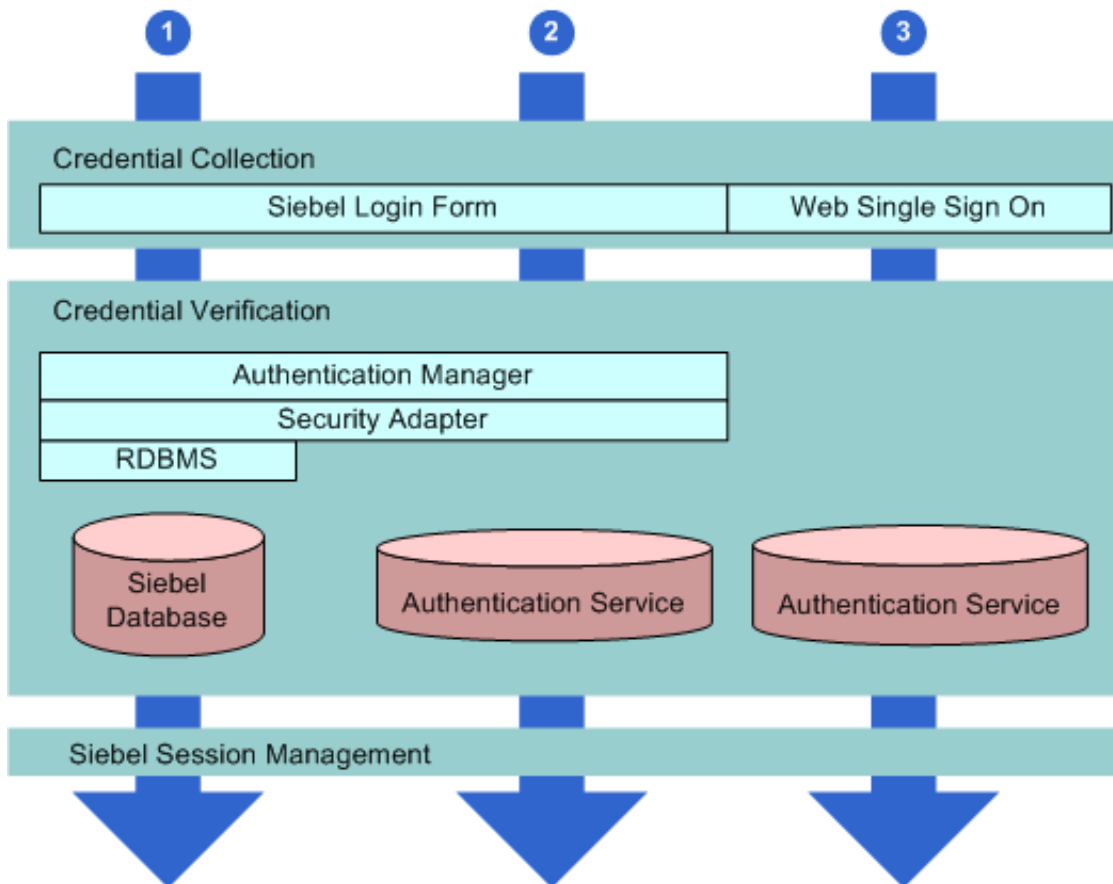 1
2
3
Credential Collection
Siebel Login Form
Web Single Sign On
Credential Verification
Authentication Manager
Security Adapter
RDBMS
Siebel
Database
Authentication Service
Authentication Service
Siebel Session Management